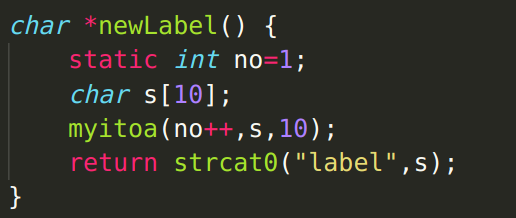 char *newLabel() {
    static int no=1;
    char s[10];
    myitoa(no++,s,10);
    return strcat0("label",s);
}